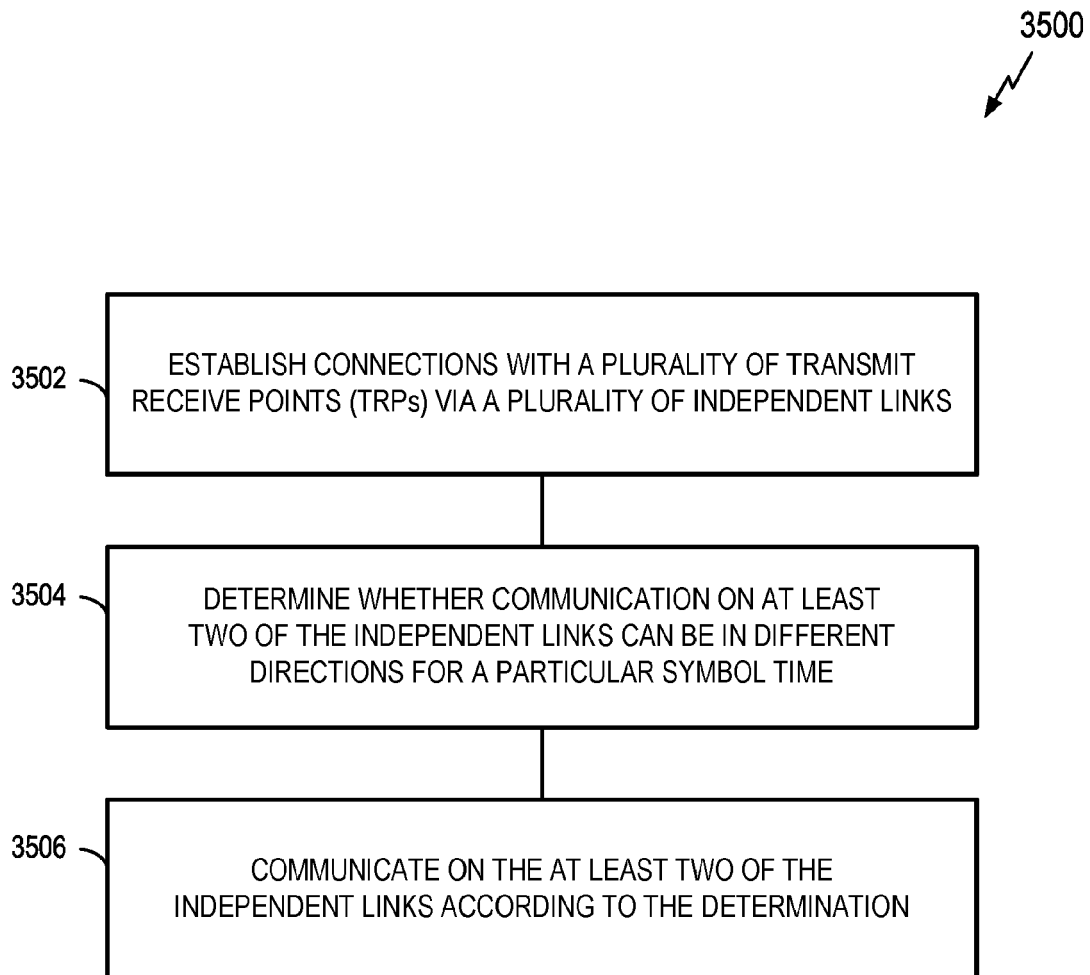 3500
3502
ESTABLISH CONNECTIONS WITH A PLURALITY OF TRANSMIT
RECEIVE POINTS (TRPs) VIA A PLURALITY OF INDEPENDENT LINKS
3504
DETERMINE WHETHER COMMUNICATION ON AT LEAST
TWO OF THE INDEPENDENT LINKS CAN BE IN DIFFERENT
DIRECTIONS FOR A PARTICULAR SYMBOL TIME
3506
COMMUNICATE ON THE AT LEAST TWO OF THE
INDEPENDENT LINKS ACCORDING TO THE DETERMINATION